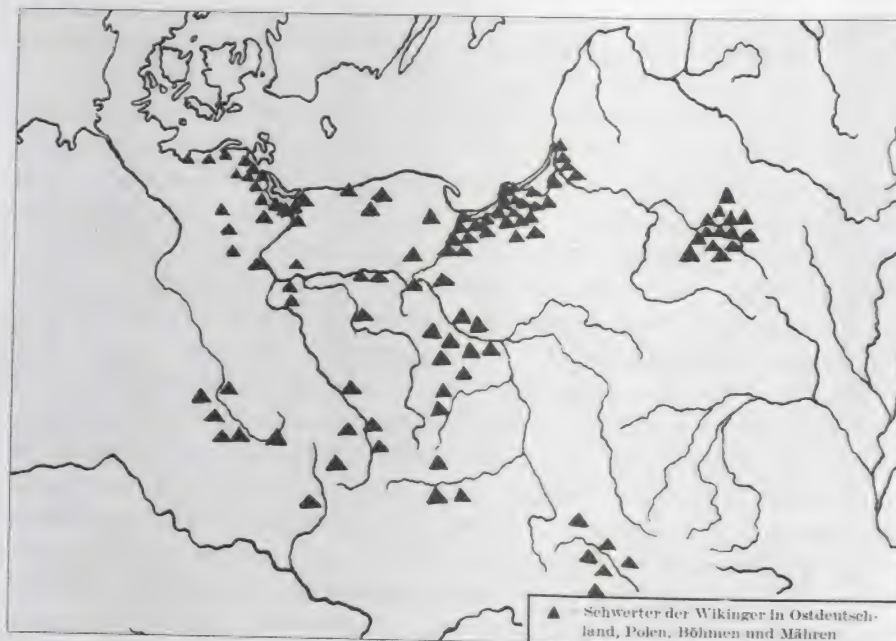 ▲ = Schwerter der Wikinger in Ostdeutsch-
land, Polen, Böhmen und Mähren